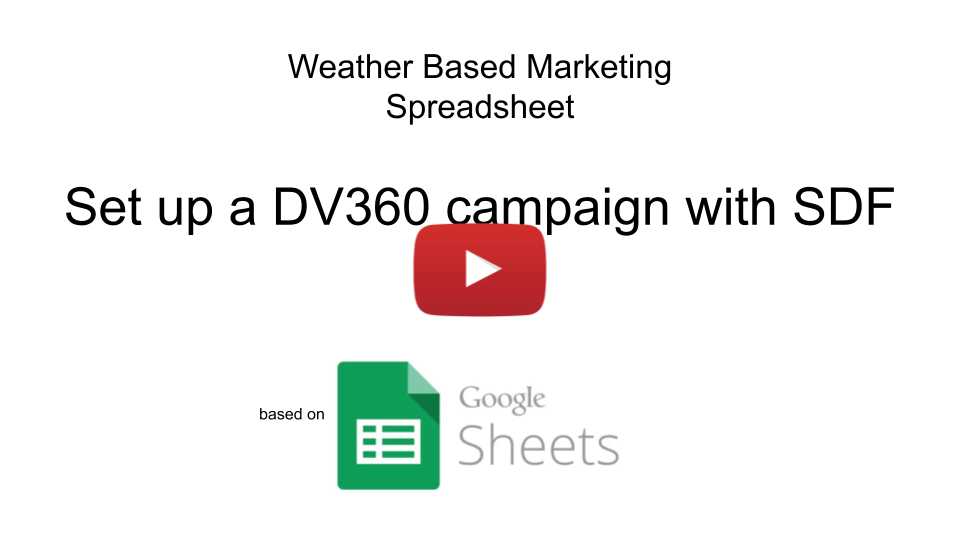 Weather Based Marketing
Spreadsheet
Set up a DV360 campaign with SDF
based on
Google
Sheets